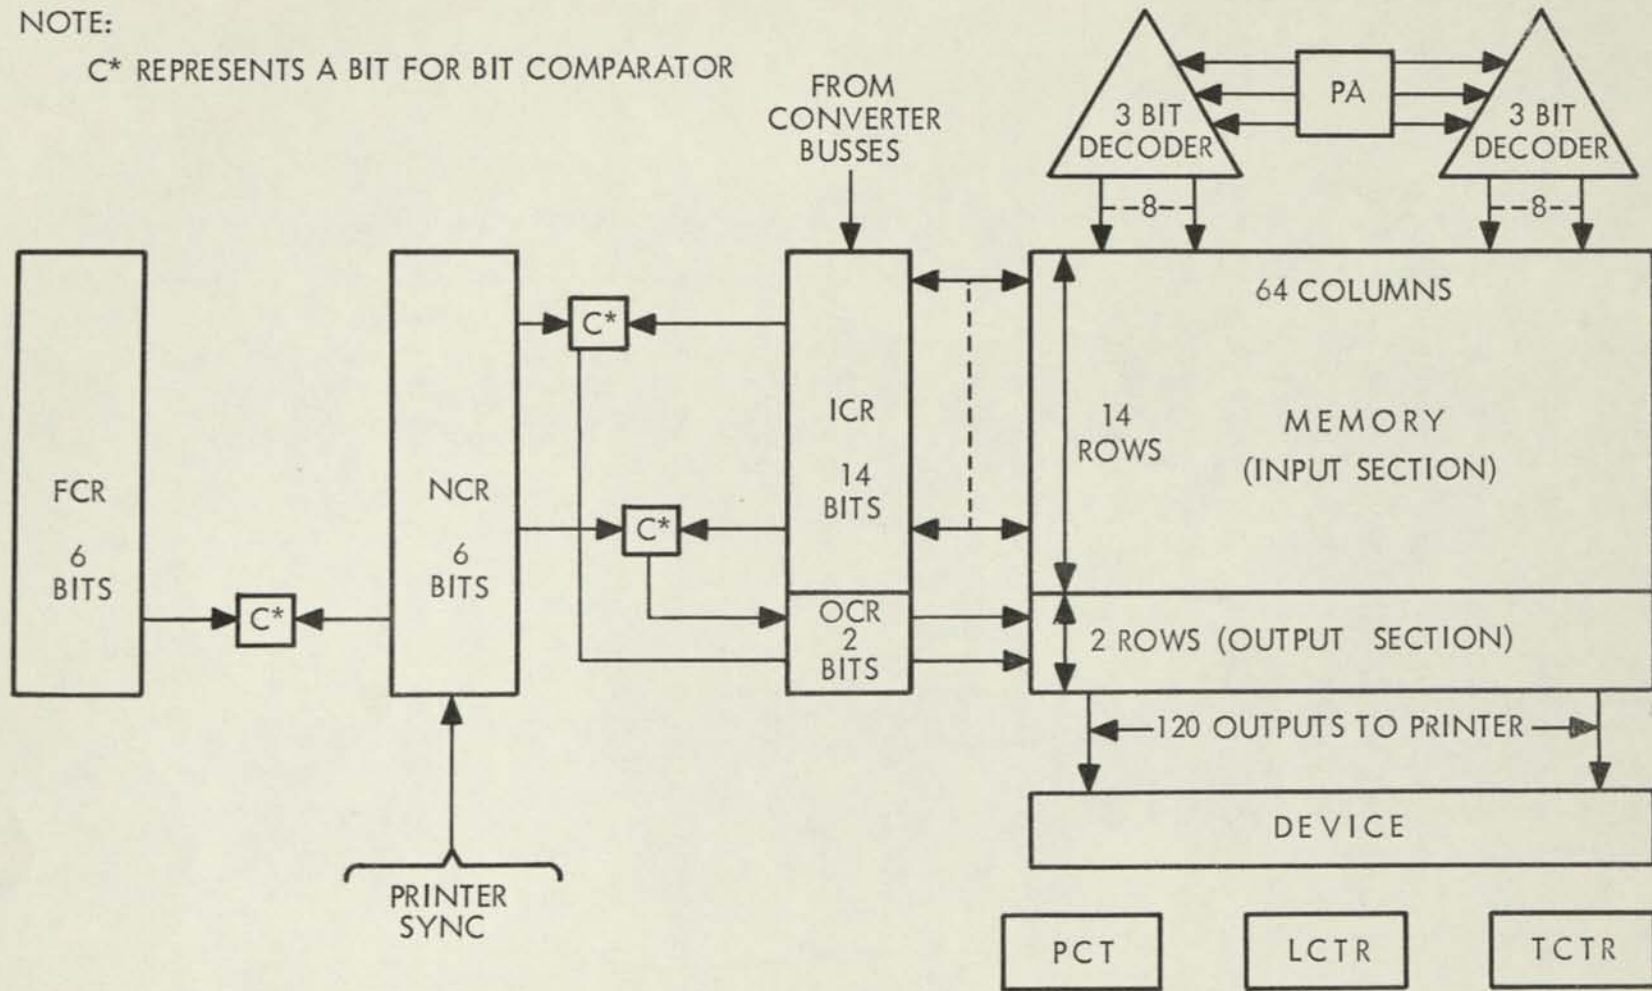 NOTE:
C* REPRESENTS A BIT FOR BIT COMPARATOR
FROM
CONVERTER
BUSSES
3 BIT
DECODER
PA
3 BIT
DECODER
8
8
FCR
6
BITS
C*
NCR
6
BITS
C*
C*
ICR
14
BITS
OCR
2
BITS
64 COLUMNS
14
ROWS
MEMORY
(INPUT SECTION)
2 ROWS (OUTPUT SECTION)
120 OUTPUTS TO PRINTER
DEVICE
PRINTER
SYNC
PCT
LCTR
TCTR